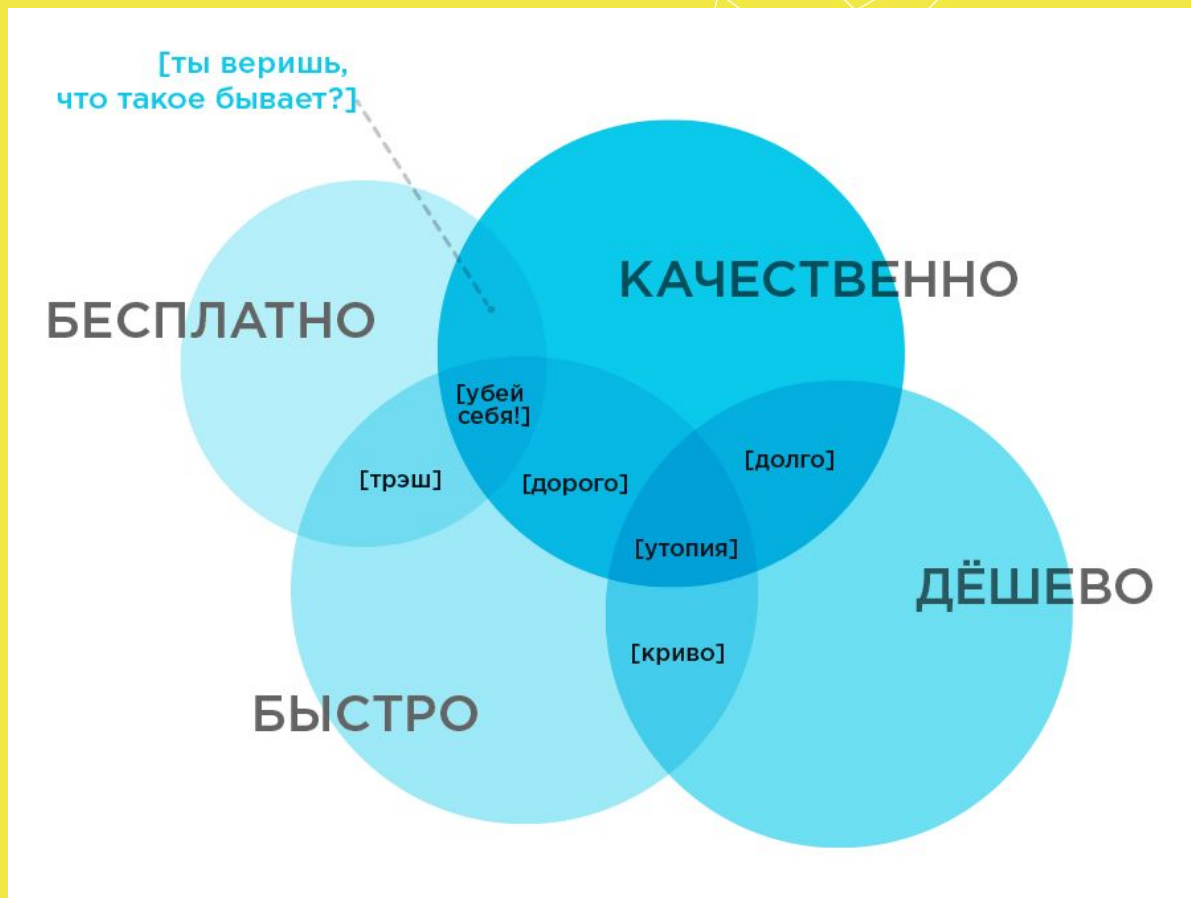 [ты веришь,
что такое бывает?]
КАЧЕСТВЕННО
БЕСПЛАТНО
[убей
себя!]
[трэш]
[дорого]
[долго]
[утопия]
ДЁШЕВО
[криво]
БЫСТРО